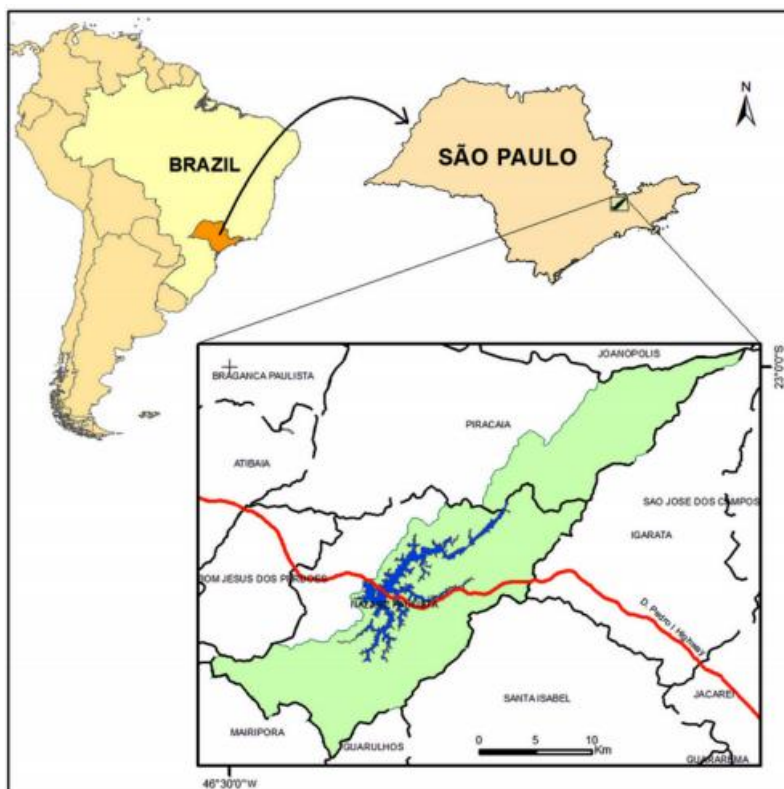 N
BRAZIL
SÃO PAULO
JOANOPOLIS
23°0'0"S
BRAGANCA PAULISTA
PIRACAIA
ATIBAIA
SAO JOSE DOS CAMPOS
IGARATA
BOM JESUS DOS PERDOES
D. Pedro I Highway
SANTA ISABEL
JACAREI
MAIRIPORA
GUARULHOS
0 5 10
Km
GUARAREMA
46°30'0"W